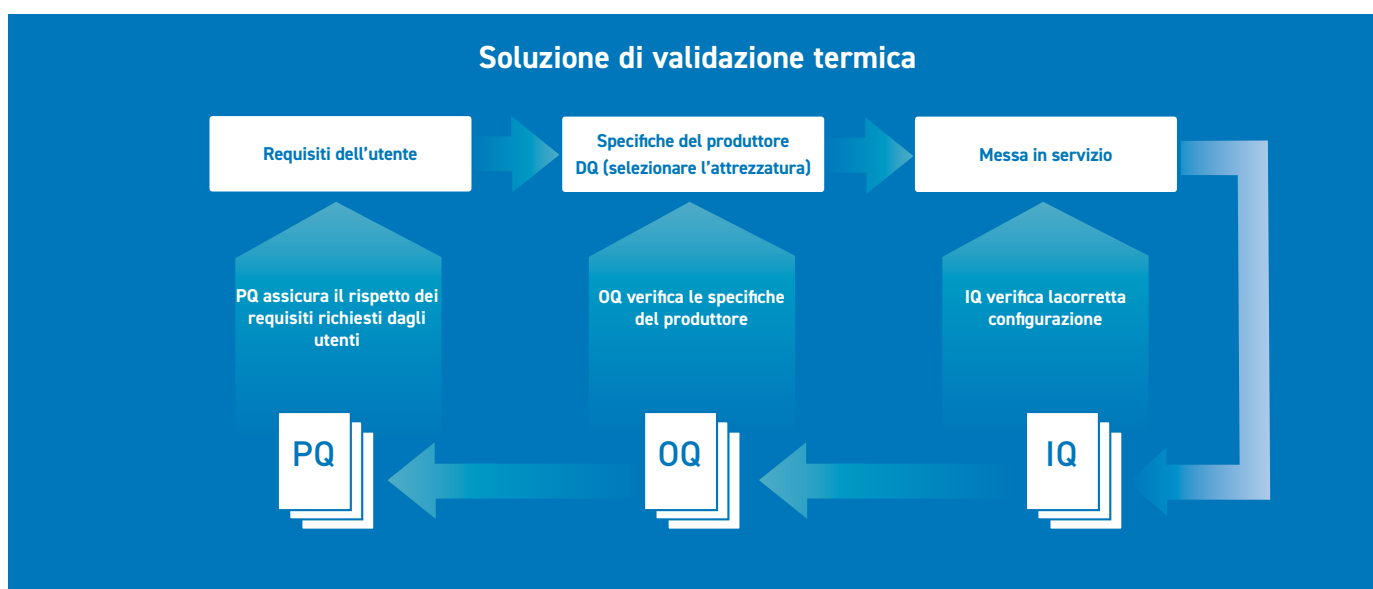 Soluzione di validazione termica
Requisiti dell'utente
Specifiche del produttore
DQ (selezionare l'attrezzatura)
Messa in servizio
PQ assicura il rispetto dei
requisiti richiesti dagli
utenti
OQ verifica le specifiche
del produttore
IQ verifica lacorretta
configurazione
PQ
OQ
IQ